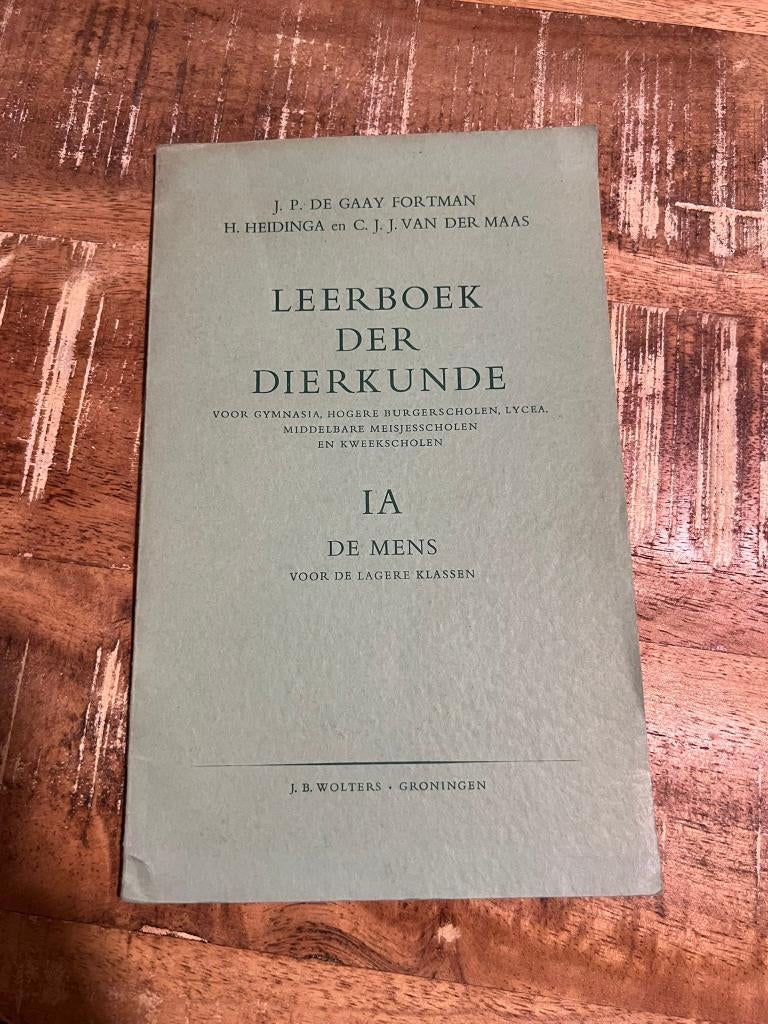 J. P. DE GAAY FORTMAN
H. HEIDINGA en C. J. J. VAN DER MAAS
LEERBOEK
DER
DIERKUNDE
VOOR GYMNASIA, HOGERE BURGERSCHOLEN, LYCEA,
MIDDELBARE MEISJESSCHOLEN
EN KWEEKSCHOLEN
IA
DE MENS
VOOR DE LAGERE KLASSEN
J. B. WOLTERS • GRONINGEN